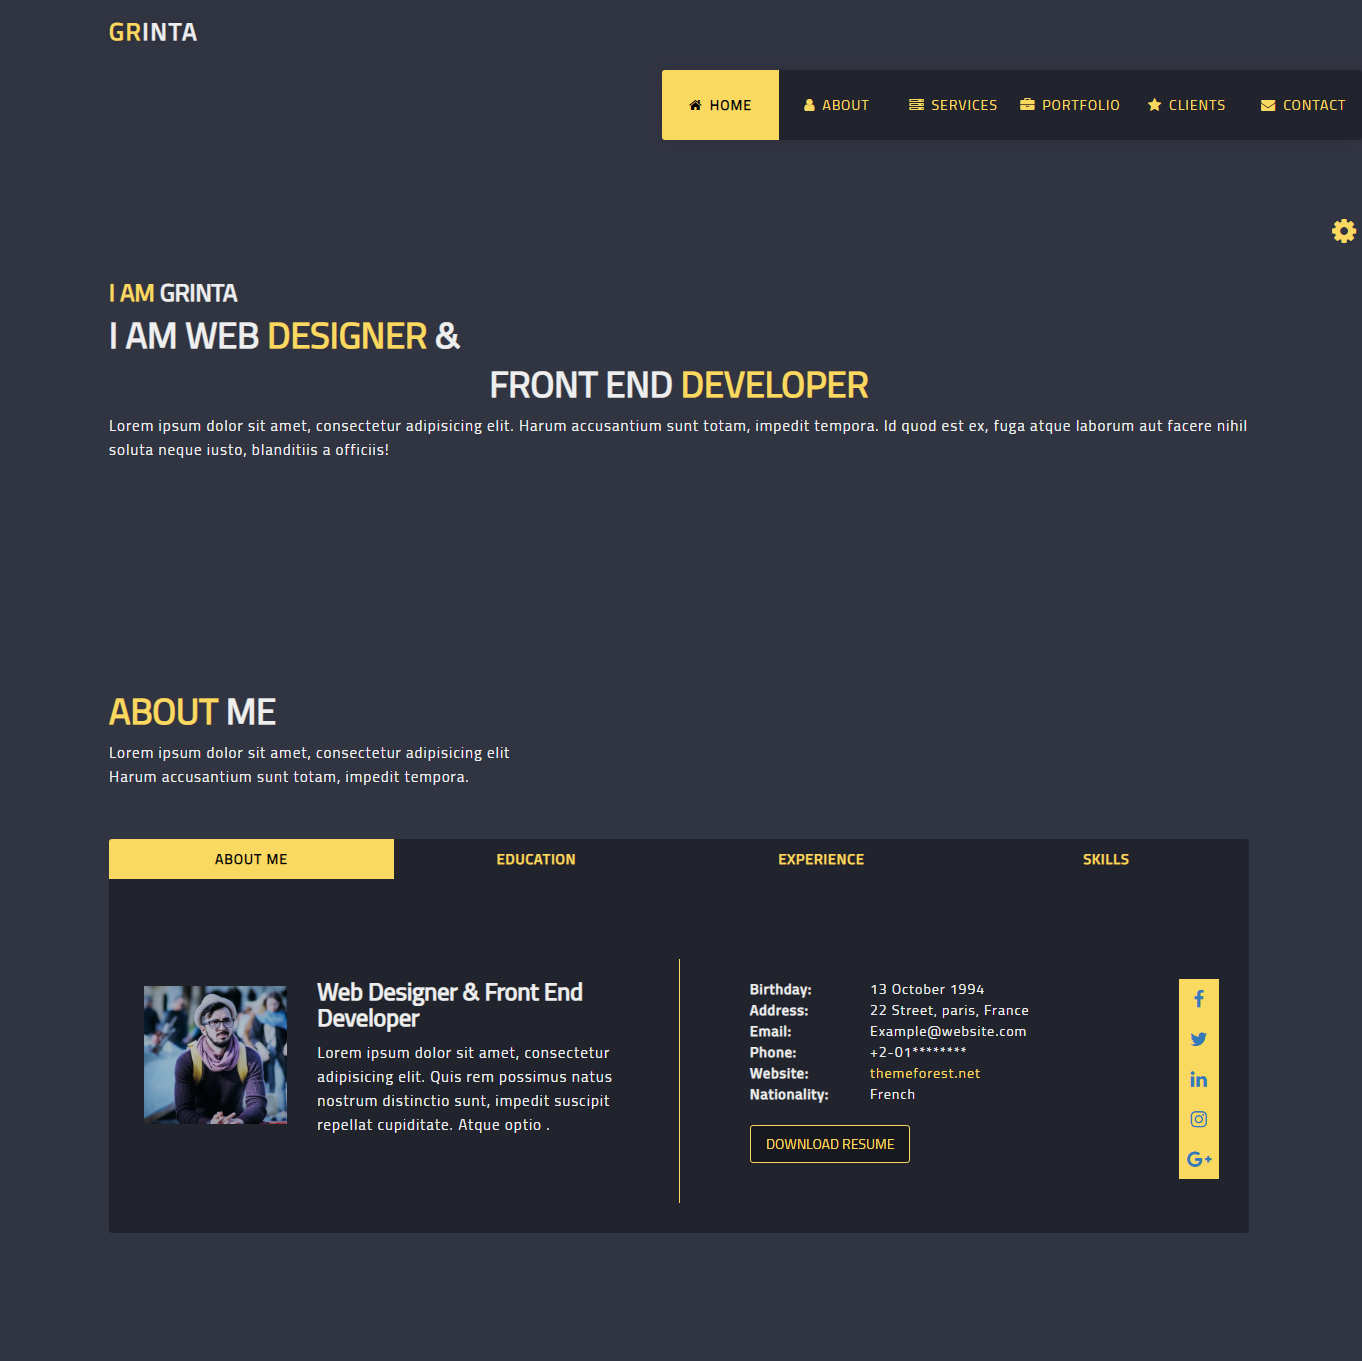 GRINTA
HOME ABOUT SERVICES PORTFOLIO CLIENTS CONTACT
I AM GRINTA
I AM WEB DESIGNER &
FRONT END DEVELOPER
Lorem ipsum dolor sit amet, consectetur adipisicing elit. Harum accusantium sunt totam, impedit tempora. Id quod est ex, fuga atque laborum aut facere nihil
soluta neque iusto, blanditiis a officiis!
ABOUT ME
Lorem ipsum dolor sit amet, consectetur adipisicing elit
Harum accusantium sunt totam, impedit tempora.
ABOUT ME EDUCATION EXPERIENCE SKILLS
Web Designer & Front End
Developer
Lorem ipsum dolor sit amet, consectetur
adipisicing elit. Quis rem possimus natus
nostrum distinctio sunt, impedit suscipit
repellat cupiditate. Atque optio .
Birthday: 13 October 1994
Address: 22 Street, paris, France
Email: Example@website.com
Phone: +2-01********
Website: themeforest.net
Nationality: French
DOWNLOAD RESUME